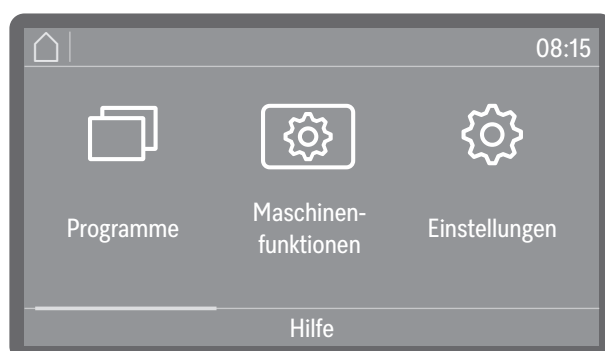 08:15
Programme
Maschinen-
funktionen
Einstellungen
Hilfe